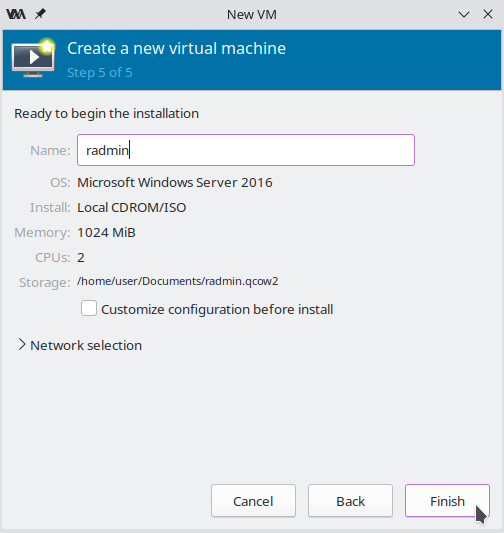 New VM
Create a new virtual machine
Step 5 of 5
Ready to begin the installation
Name: radmin
OS: Microsoft Windows Server 2016
Install: Local CDROM/ISO
Memory: 1024 MiB
CPUs: 2
Storage: /home/user/Documents/radmin.qcow2
Customize configuration before install
Network selection
Cancel Back Finish